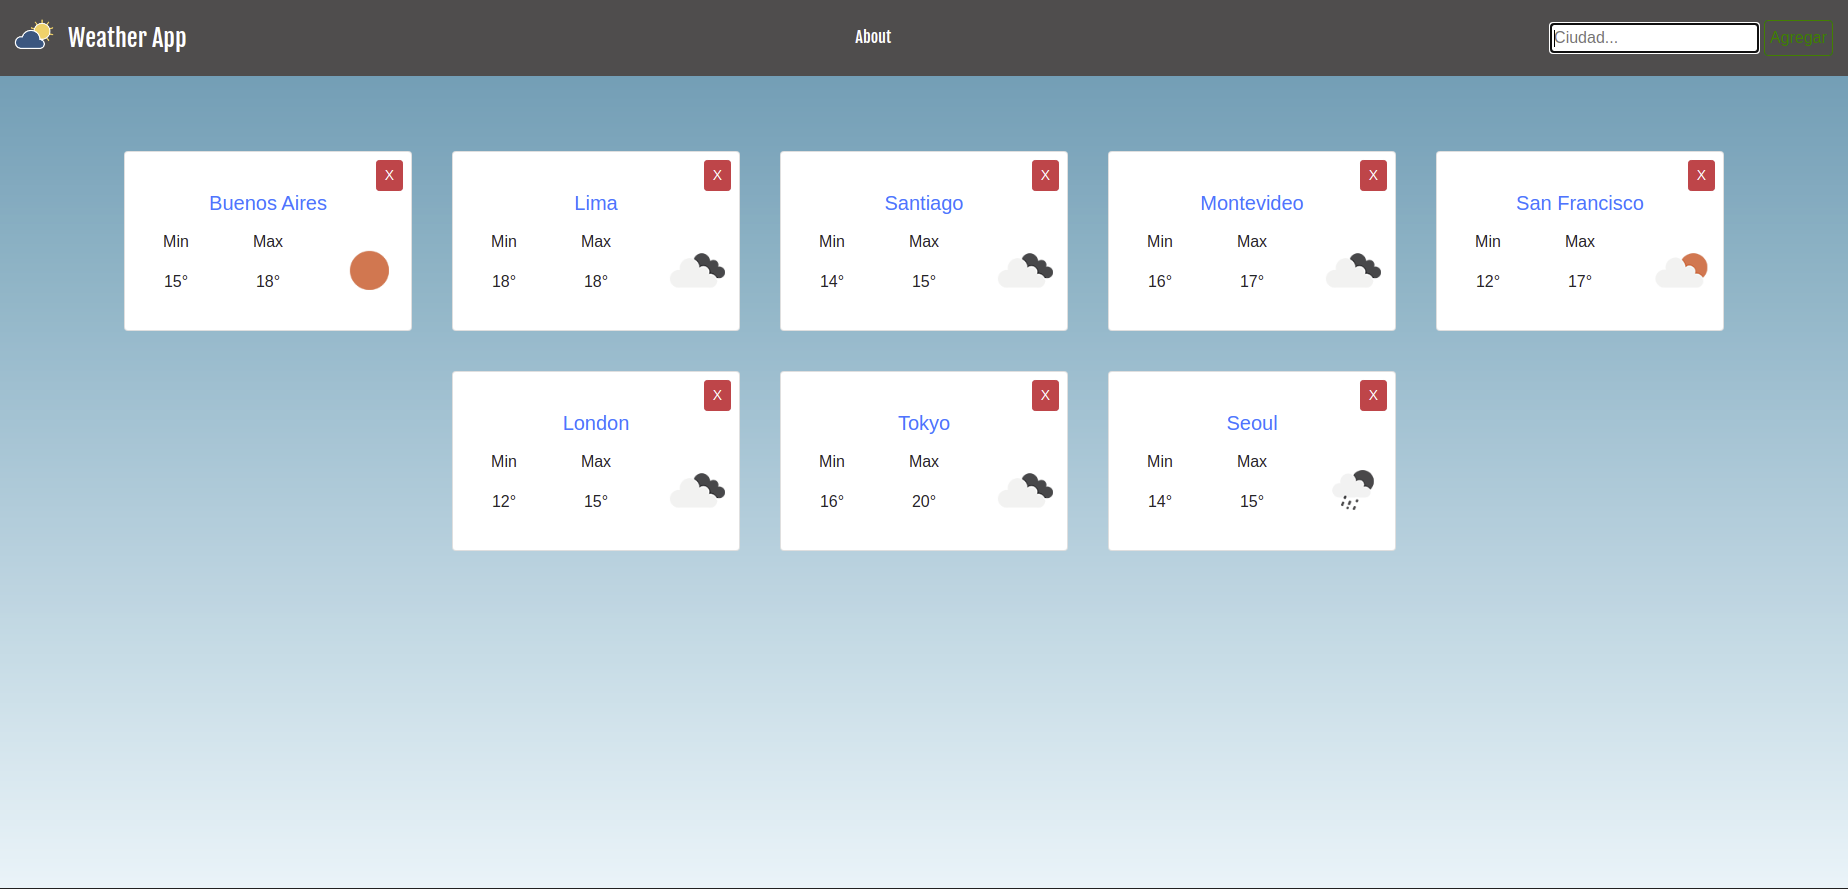 Weather App
About
Ciudad...
Agregar
X
X
X
X
X
Buenos Aires
Lima
Santiago
Montevideo
San Francisco
Min Max
Min Max
Min Max
Min Max
Min Max
15° 18°
18° 18°
14° 15°
16° 17°
12° 17°
X
X
X
London
Tokyo
Seoul
Min Max
Min Max
Min Max
12° 15°
16° 20°
14° 15°